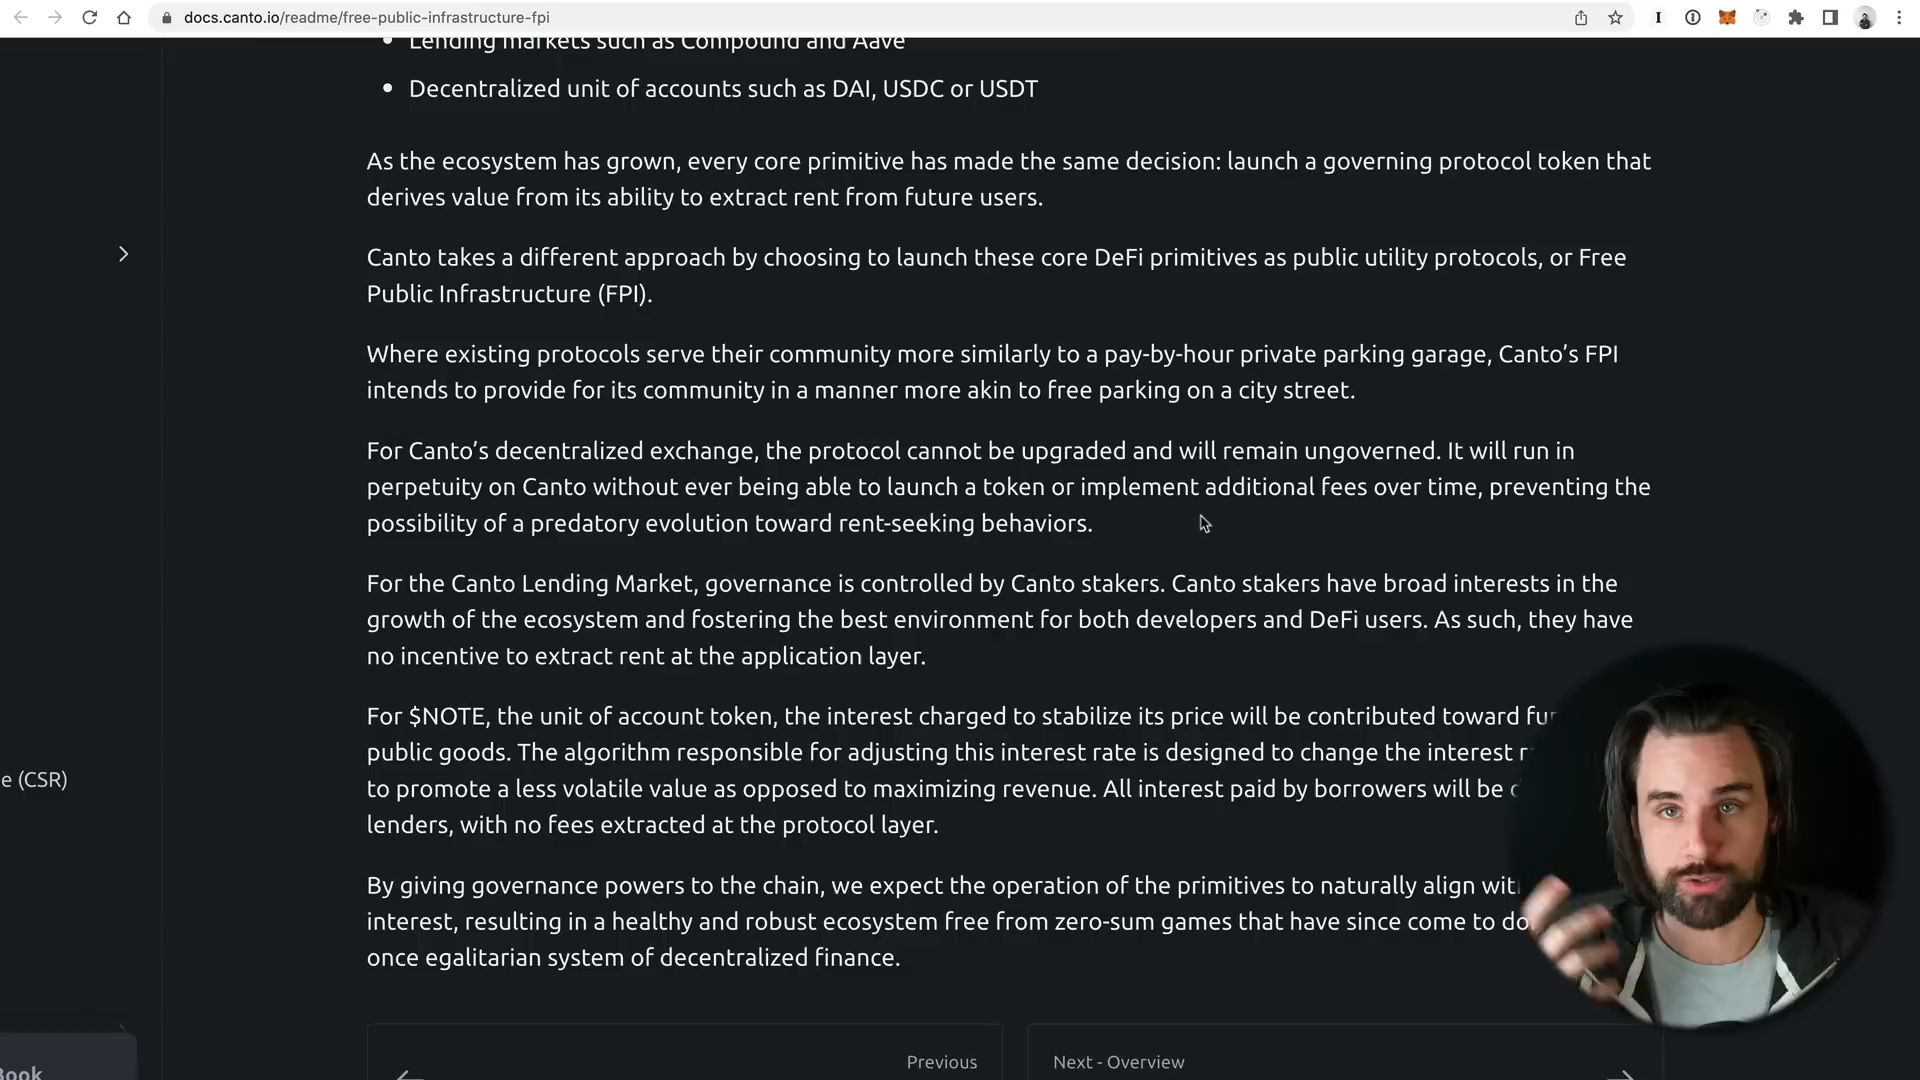 docs.canto.io/readme/free-public-infrastructure-fpi
Lending markets such as Compound and Aave
Decentralized unit of accounts such as DAI, USDC or USDT
As the ecosystem has grown, every core primitive has made the same decision: launch a governing protocol token that
derives value from its ability to extract rent from future users.
Canto takes a different approach by choosing to launch these core DeFi primitives as public utility protocols, or Free
Public Infrastructure (FPI).
Where existing protocols serve their community more similarly to a pay-by-hour private parking garage, Canto’s FPI
intends to provide for its community in a manner more akin to free parking on a city street.
For Canto’s decentralized exchange, the protocol cannot be upgraded and will remain ungoverned. It will run in
perpetuity on Canto without ever being able to launch a token or implement additional fees over time, preventing the
possibility of a predatory evolution toward rent-seeking behaviors.
For the Canto Lending Market, governance is controlled by Canto stakers. Canto stakers have broad interests in the
growth of the ecosystem and fostering the best environment for both developers and DeFi users. As such, they have
no incentive to extract rent at the application layer.
For $NOTE, the unit of account token, the interest charged to stabilize its price will be contributed toward
public goods. The algorithm responsible for adjusting this interest rate is designed to change the interest
e (CSR)
to promote a less volatile value as opposed to maximizing revenue. All interest paid by borrowers will be
lenders, with no fees extracted at the protocol layer.
By giving governance powers to the chain, we expect the operation of the primitives to naturally align
interest, resulting in a healthy and robust ecosystem free from zero-sum games that have since come to
once egalitarian system of decentralized finance.
Previous
Next - Overview
Book